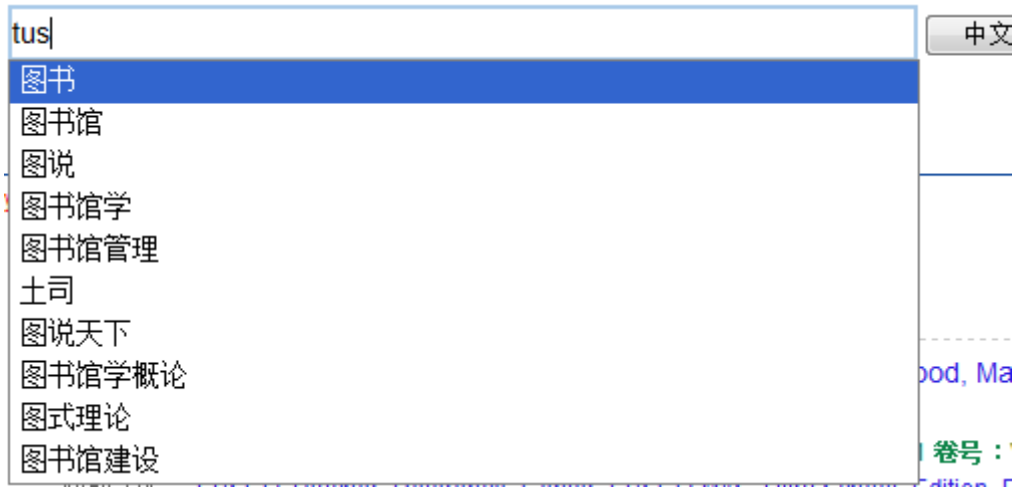 tus
中文
图书
图书馆
图说
图书馆学
图书馆管理
土司
图说天下
图书馆学概论
ood, Ma
图式理论
卷号：
图书馆建设
Edition